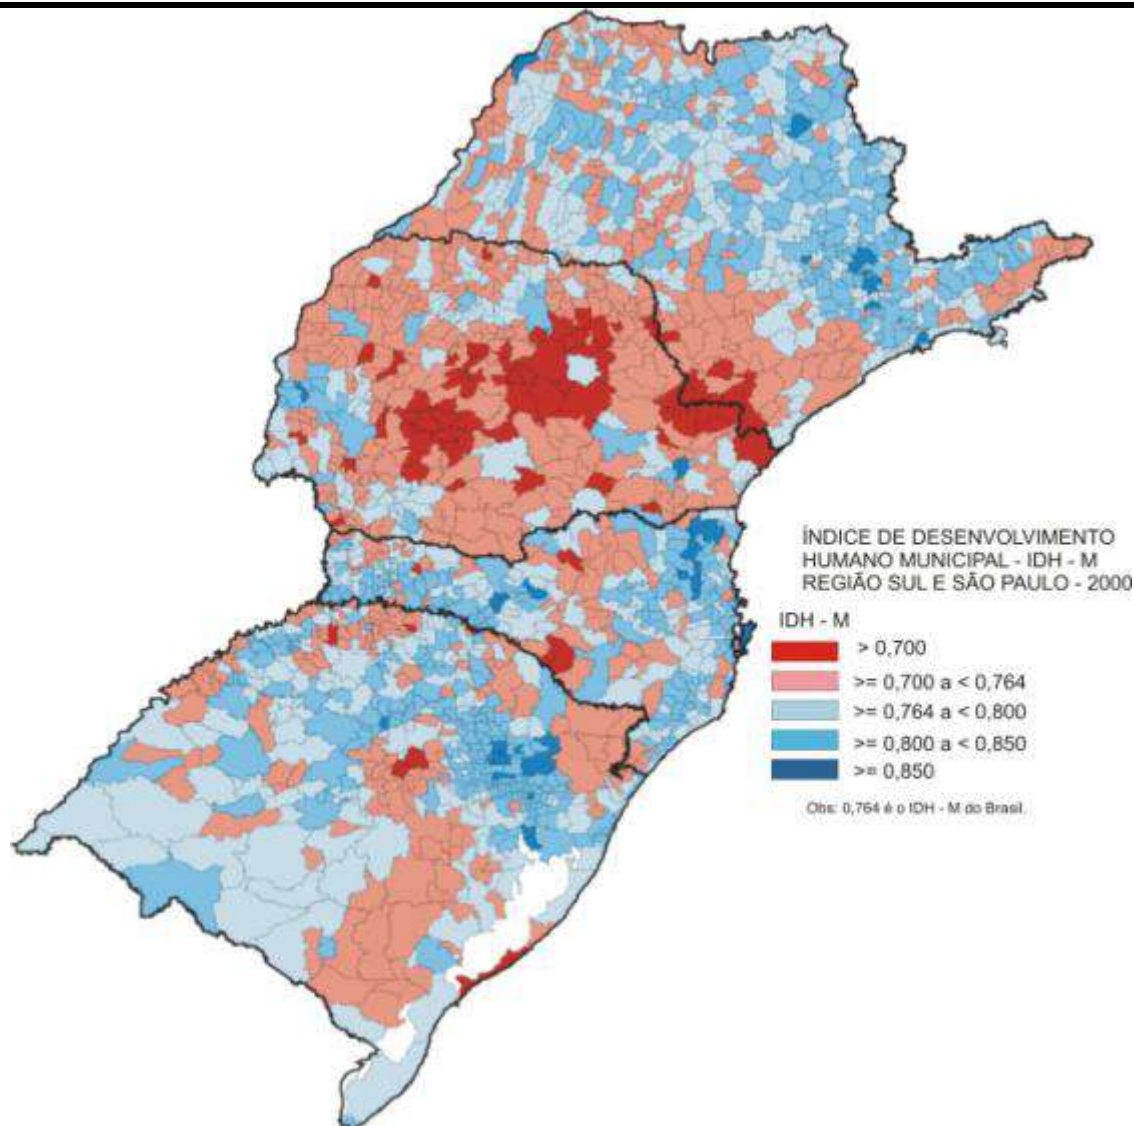 ÍNDICE DE DESENVOLVIMENTO
HUMANO MUNICIPAL - IDH - M
REGIÃO SUL E SÃO PAULO - 2000
IDH - M
> 0,700
>= 0,700 a < 0,764
>= 0,764 a < 0,800
>= 0,800 a < 0,850
>= 0,850
Obs: 0,764 é o IDH - M do Brasil.